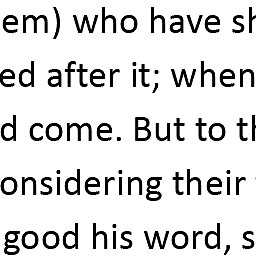 em) who have sh
ed after it; when
d come. But to th
onsidering their
good his word, s